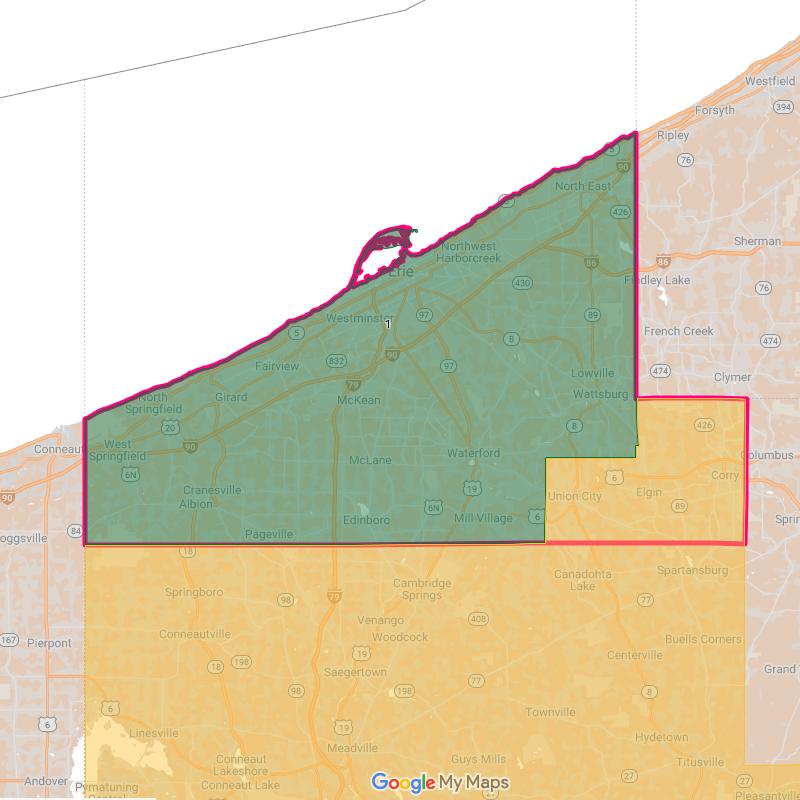 Westfield
Forsyth
394
Ripley
5
76
90
North East
5
426
Sherman
Northwest
Harborcreek
86
86
Erie
Findley Lake
430
76
97
89
Westminster
1
French Creek
5
8
474
90
832
97
Fairview
474
Lowville
Clymer
79
Wattsburg
North
Springfield
Girard
McKean
20
8
426
West
Springfield
90
Conneaut
Waterford
Columbus
McLane
6N
6
Corry
90
19
Cranesville
Union City
Elgin
Albion
6N
89
Edinboro
Mill Village
6
84
Pageville
18
Canadohta
Lake
Spartansburg
Cambridge
Springs
Springboro
98
79
77
Venango
408
Conneautville
Woodcock
167
Buells Corners
Pierpont
19
Centerville
18
198
Saegertown
77
98
198
8
6
6
Townville
19
Linesville
Hydetown
Meadville
Conneaut
Lakeshore
Guys Mills
Titusville
Andover
Pymatuning
Central
Conneaut Lake
27
27
Google My Maps
Pleasantville